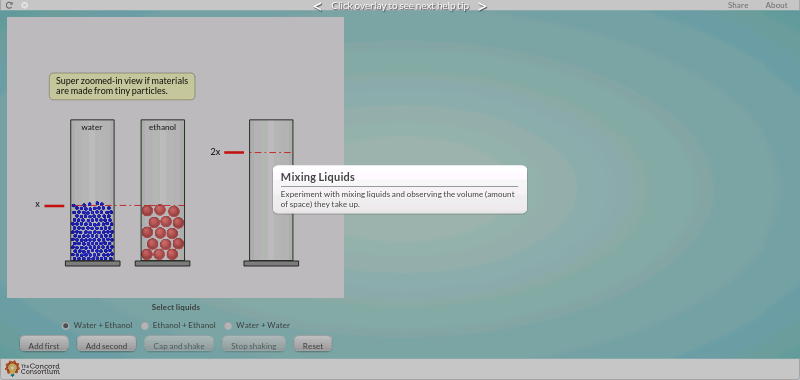 < Click overlay to see next help tip >
Share
About
Super zoomed-in view if materials
are made from tiny particles.
water
ethanol
2x
x
Mixing Liquids
Experiment with mixing liquids and observing the volume (amount
of space) they take up.
Select liquids
Water + Ethanol
Ethanol + Ethanol
Water + Water
Add first
Add second
Cap and shake
Stop shaking
Reset
The Concord
Consortium